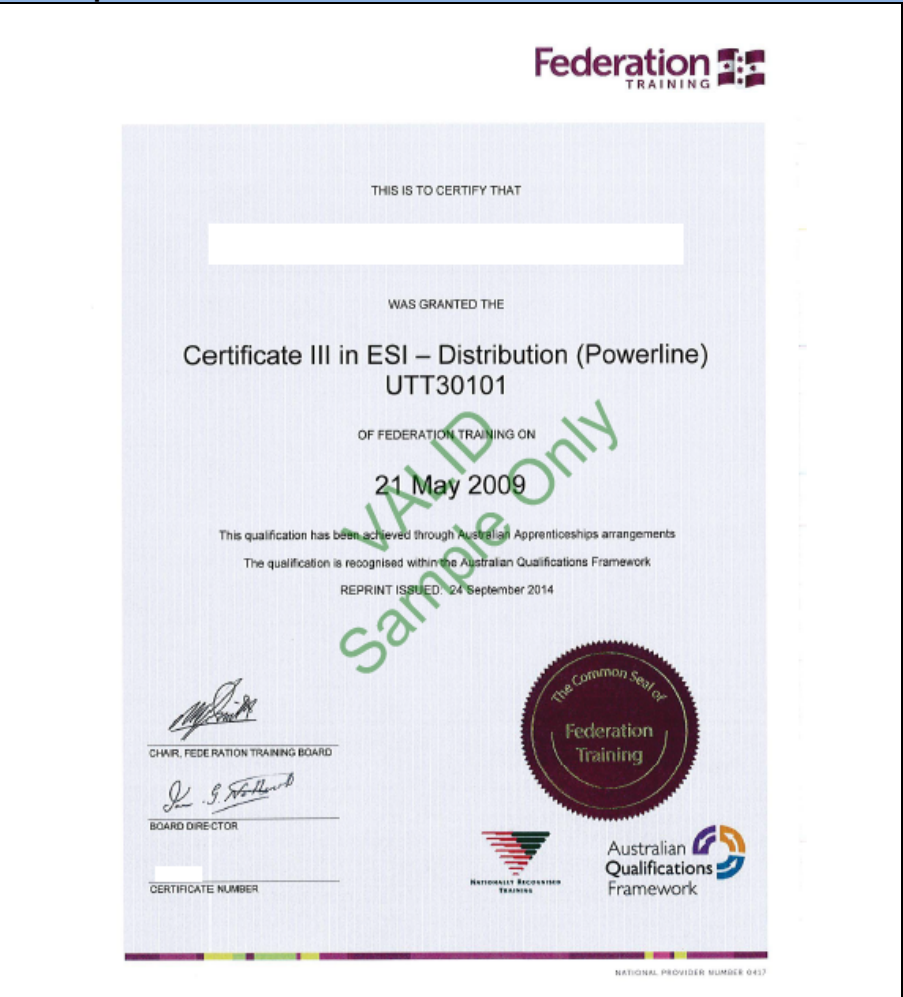 Federation
TRAINING
THIS IS TO CERTIFY THAT
WAS GRANTED THE
Certificate III in ESI – Distribution (Powerline)
UTT30101
OF FEDERATION TRAINING ON
21 May 2009
This qualification has been achieved through Australian Apprenticeships arrangements
The qualification is recognised within the Australian Qualifications Framework
REPRINT ISSUED: 24 September 2014
VALID
Sample Only
The Common Seal of
Federation
Training
CHAIR, FEDERATION TRAINING BOARD
BOARD DIRECTOR
CERTIFICATE NUMBER
NATIONALLY RECOGNISED
TRAINING
Australian
Qualifications
Framework
NATIONAL PROVIDER NUMBER 0417